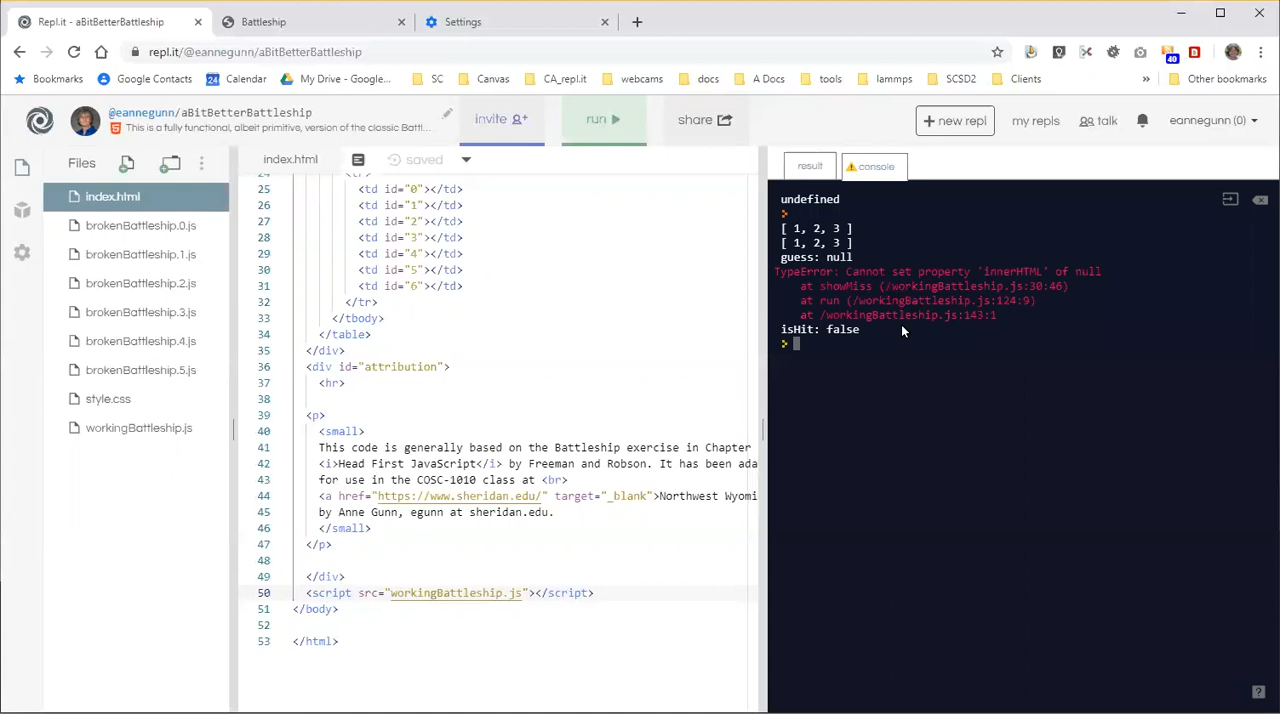 Repl.it - aBitBetterBattleship
Battleship
Settings
repl.it/@eannegunn/aBitBetterBattleship
40
Bookmarks
Google Contacts
Calendar
My Drive - Google...
SC
Canvas
CA_repl.it
webcams
docs
A Docs
tools
lammps
SCSD2
Clients
»
Other bookmarks
@eannegunn/aBitBetterBattleship
This is a fully functional, albeit primitive, version of the classic Battl...
invite
run
share
+ new repl
my repls
talk
eannegunn (0)
Files
index.html
brokenBattleship.0.js
brokenBattleship.1.js
brokenBattleship.2.js
brokenBattleship.3.js
brokenBattleship.4.js
brokenBattleship.5.js
style.css
workingBattleship.js
index.html
saved
24 <tr>
25 <td id="0"></td>
26 <td id="1"></td>
27 <td id="2"></td>
28 <td id="3"></td>
29 <td id="4"></td>
30 <td id="5"></td>
31 <td id="6"></td>
32 </tr>
33 </tbody>
34 </table>
35 </div>
36 <div id="attribution">
37 <hr>
38
39 <p>
40 <small>
41 This code is generally based on the Battleship exercise in Chapter
42 <i>Head First JavaScript</i> by Freeman and Robson. It has been ada
43 for use in the COSC-1010 class at <br>
44 <a href="https://www.sheridan.edu/" target="_blank">Northwest Wyomi
45 by Anne Gunn, egunn at sheridan.edu.
46 </small>
47 </p>
48
49 </div>
50 <script src="workingBattleship.js"></script>
51 </body>
52
53 </html>
result
console
undefined
>
[ 1, 2, 3 ]
[ 1, 2, 3 ]
guess: null
TypeError: Cannot set property 'innerHTML' of null
at showMiss (/workingBattleship.js:30:46)
at run (/workingBattleship.js:124:9)
at /workingBattleship.js:143:1
isHit: false
>
?